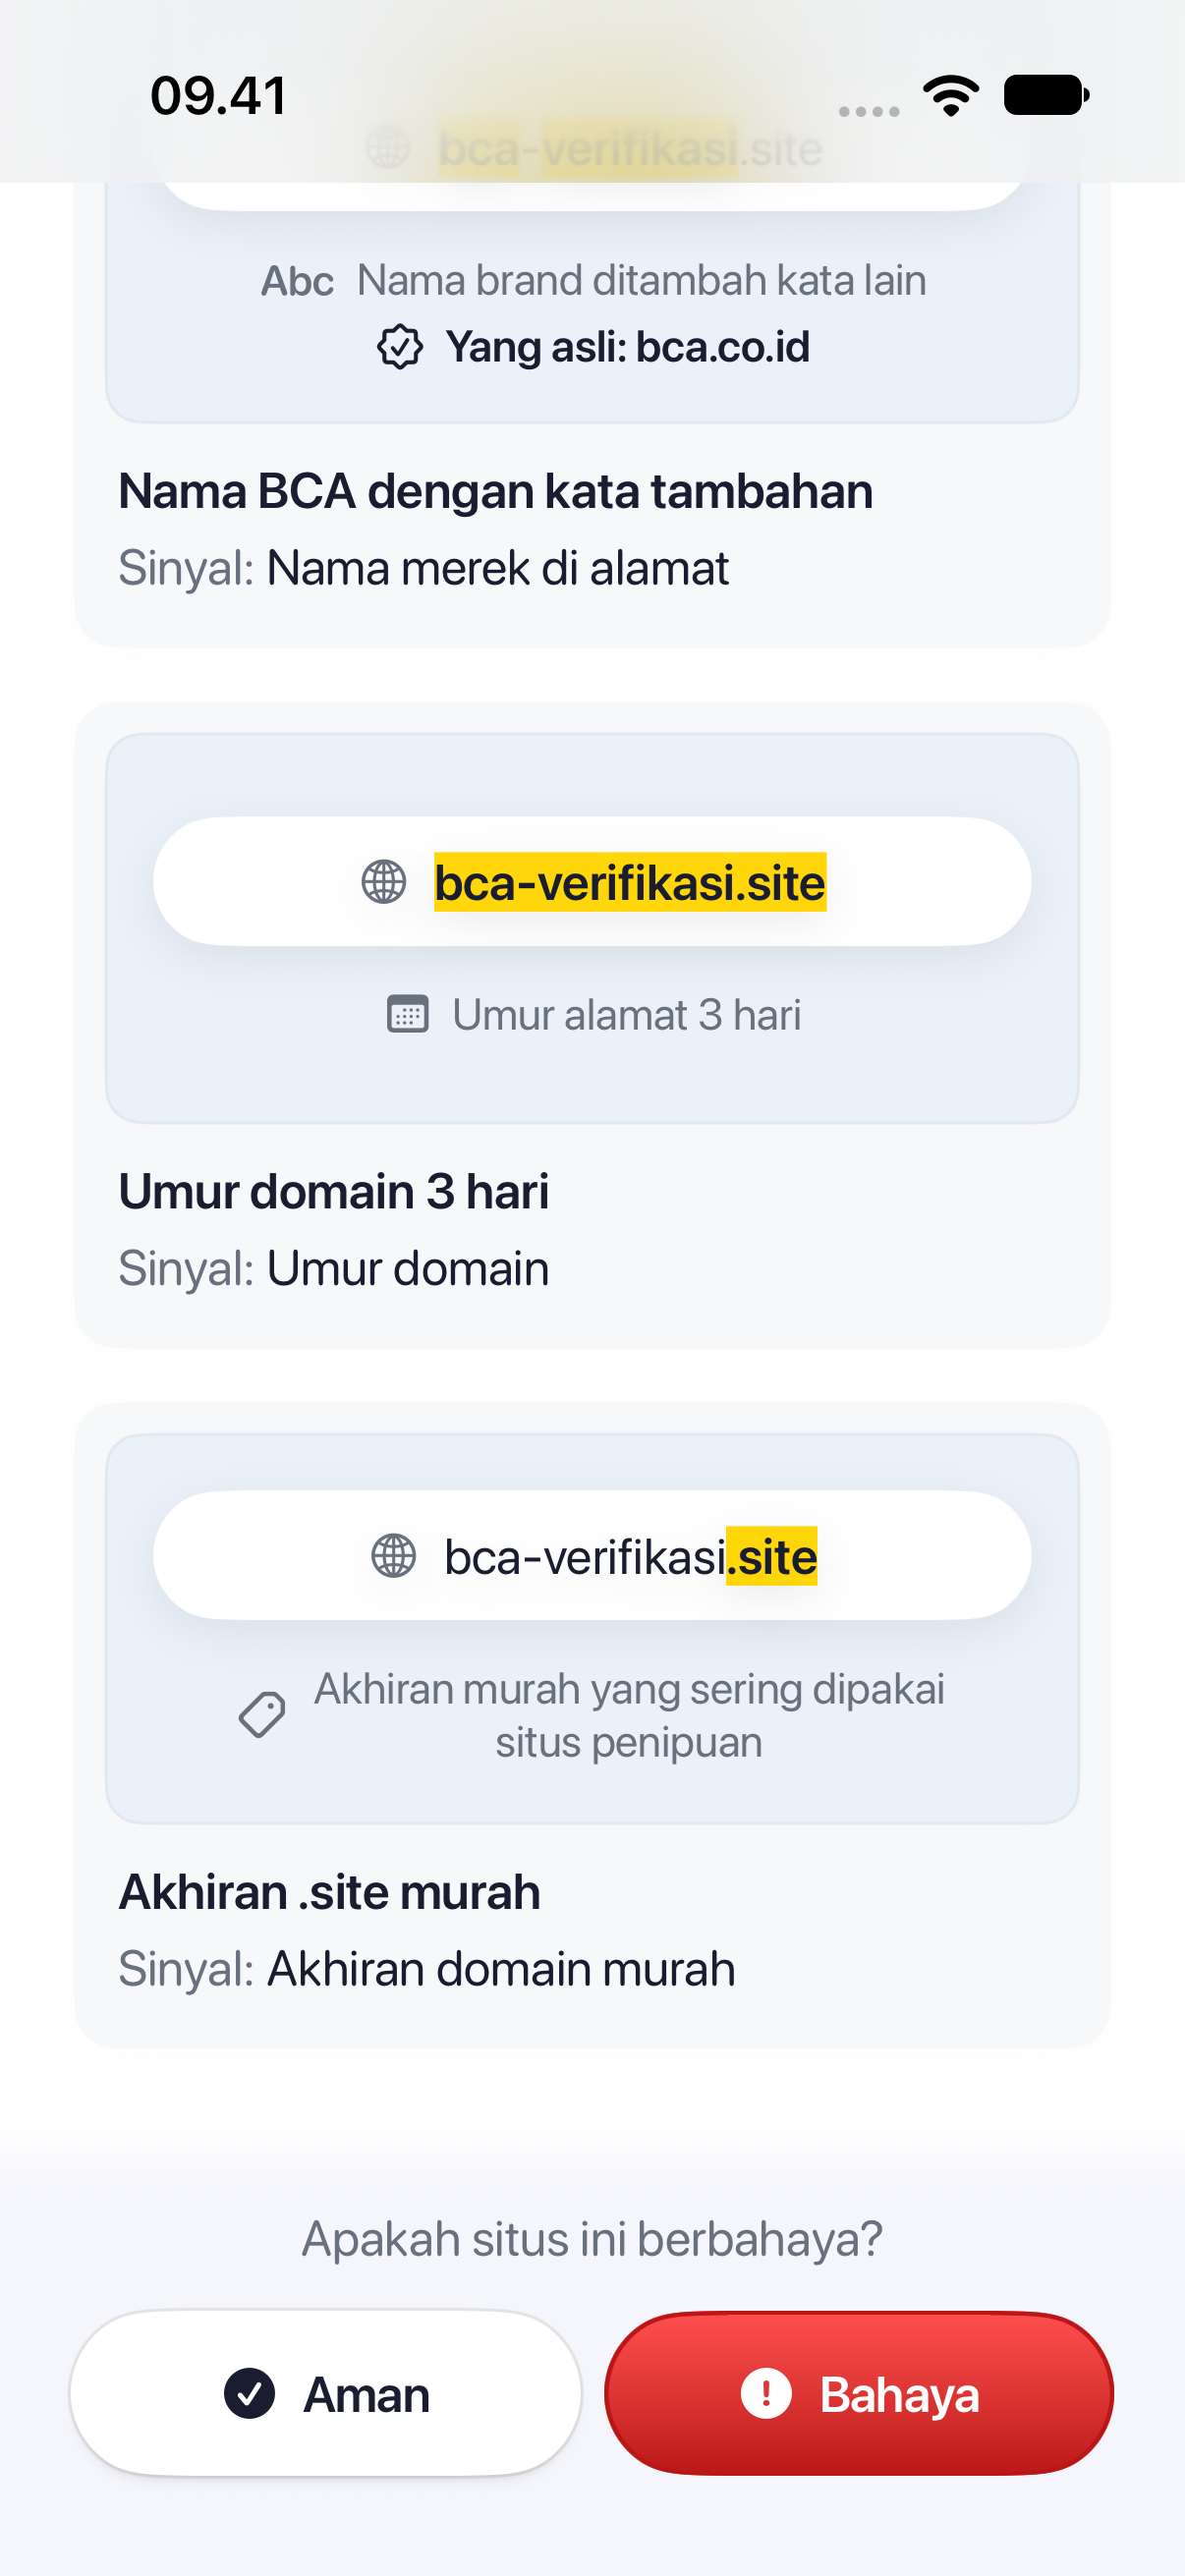 09.41
bca-verifikasi.site
Abc Nama brand ditambah kata lain
Yang asli: bca.co.id
Nama BCA dengan kata tambahan
Sinyal: Nama merek di alamat
bca-verifikasi.site
Umur alamat 3 hari
Umur domain 3 hari
Sinyal: Umur domain
bca-verifikasi.site
Akhiran murah yang sering dipakai
situs penipuan
Akhiran .site murah
Sinyal: Akhiran domain murah
Apakah situs ini berbahaya?
Aman
Bahaya